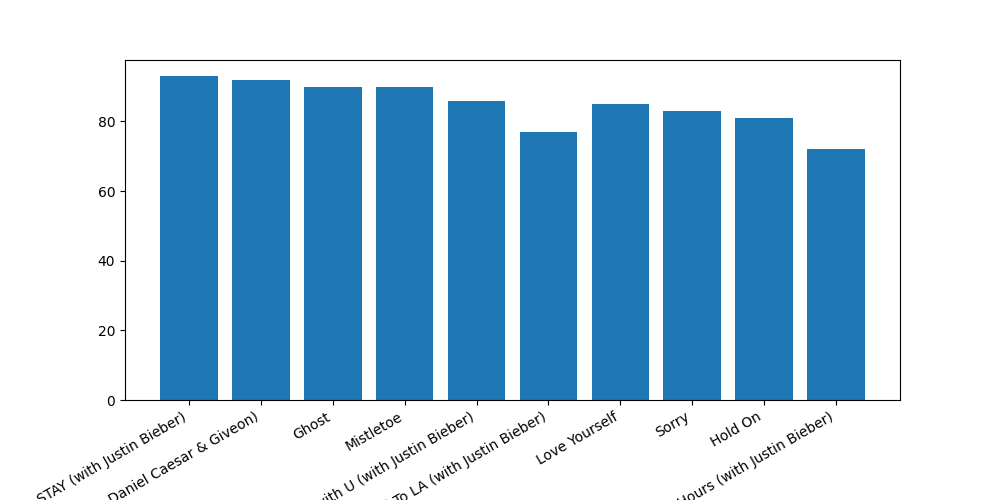 80
60
40
20
0
STAY (with Justin Bieber)
Daniel Caesar & Giveon)
Ghost
Mistletoe
with U (with Justin Bieber)
To LA (with Justin Bieber)
Love Yourself
Sorry
Hold On
Hours (with Justin Bieber)